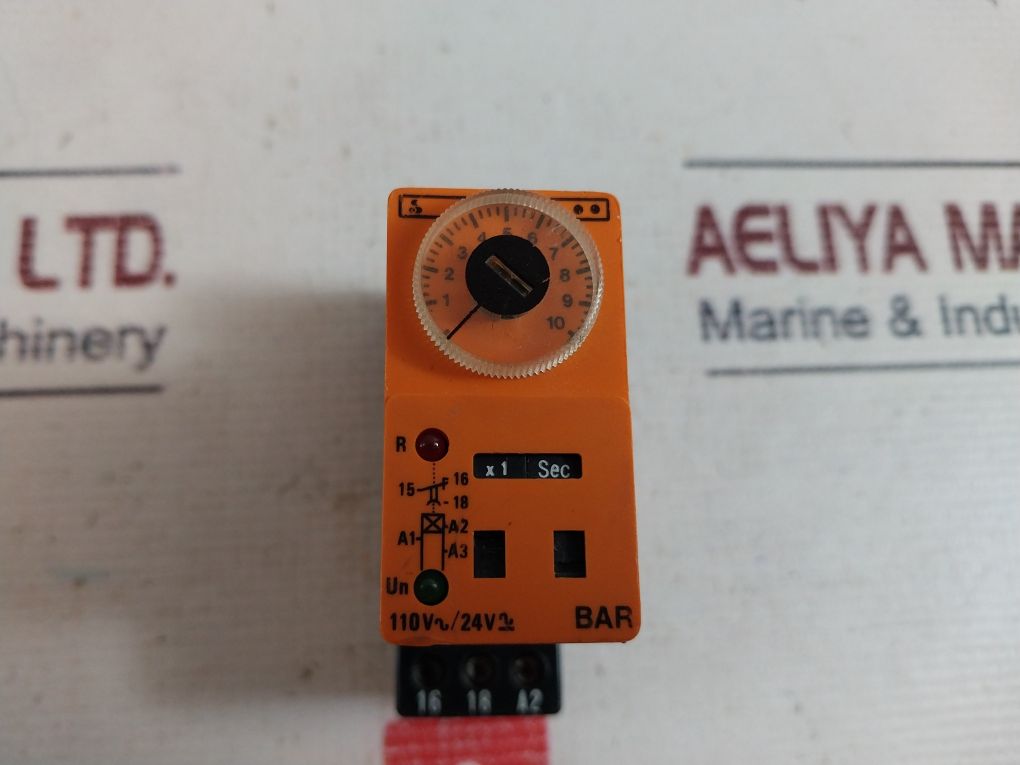 LTD.
hinery
AELIYA MA
Marine & Indu
1 2 3 4 5 6 7 8 9 10
R
x1 Sec
15 16
18
A1 A2
A3
Un
110V~/24V
BAR
16 18 A2